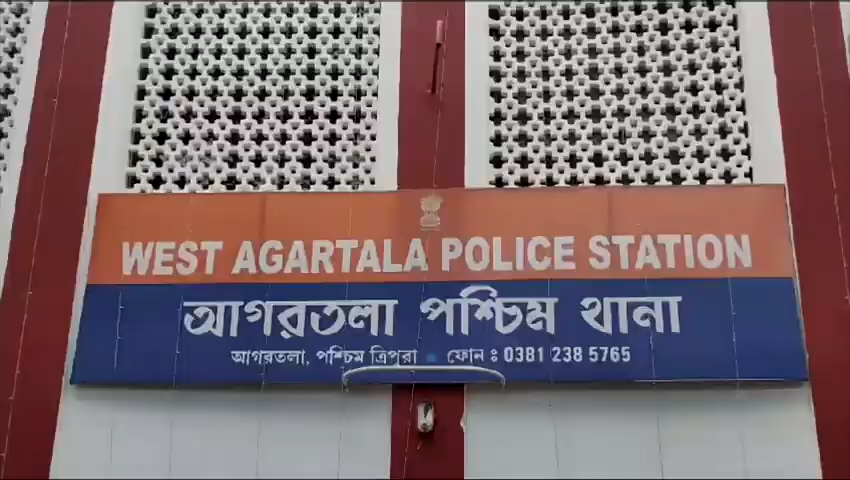 WEST AGARTALA POLICE STATION
আগরতলা পশ্চিম থানা
আগরতলা, পশ্চিম ত্রিপুরা • ফোন : 0381 238 5765